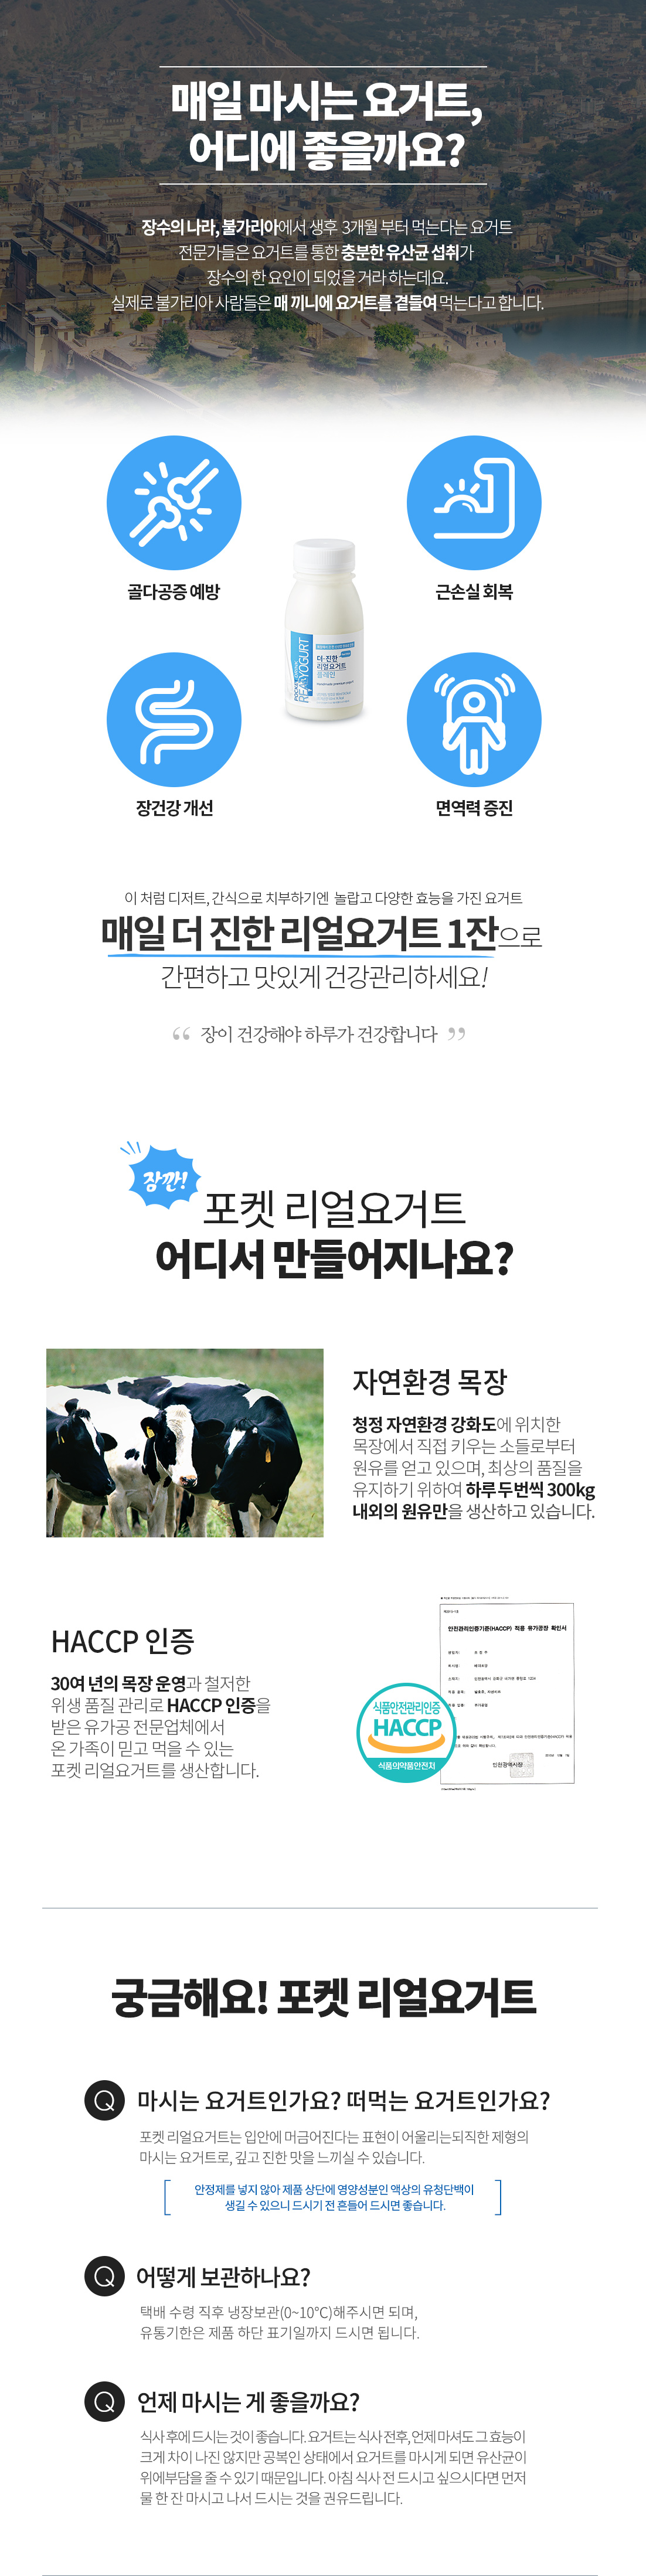 매일 마시는 요거트,
어디에 좋을까요?
장수의 나라, 불가리아에서 생후 3개월 부터 먹는다는 요거트
전문가들은 요거트를 통한 충분한 유산균 섭취가
장수의 한 요인이 되었을 거라 하는데요.
실제로 불가리아 사람들은 매 끼니에 요거트를 곁들여 먹는다고 합니다.
골다공증 예방
근손실 회복
REAL YOGURT
더·진한
리얼요거트
플레인
장건강 개선
면역력 증진
이 처럼 디저트, 간식으로 치부하기엔 놀랍고 다양한 효능을 가진 요거트
매일 더 진한 리얼요거트 1잔으로
간편하고 맛있게 건강관리하세요!
“ 장이 건강해야 하루가 건강합니다 ”
잠깐!
포켓 리얼요거트
어디서 만들어지나요?
자연환경 목장
청정 자연환경 강화도에 위치한
목장에서 직접 키우는 소들로부터
원유를 얻고 있으며, 최상의 품질을
유지하기 위하여 하루 두번씩 300kg
내외의 원유만을 생산하고 있습니다.
HACCP 인증
30여 년의 목장 운영과 철저한
위생 품질 관리로 HACCP 인증을
받은 유가공 전문업체에서
온 가족이 믿고 먹을 수 있는
포켓 리얼요거트를 생산합니다.
안전관리인증기준(HACCP) 적용 유가공장 확인서
식품안전관리인증
HACCP
식품의약품안전처
인천광역시장
궁금해요! 포켓 리얼요거트
Q 마시는 요거트인가요? 떠먹는 요거트인가요?
포켓 리얼요거트는 입안에 머금어진다는 표현이 어울리는되직한 제형의
마시는 요거트로, 깊고 진한 맛을 느끼실 수 있습니다.
안정제를 넣지 않아 제품 상단에 영양성분인 액상의 유청단백이
생길 수 있으니 드시기 전 흔들어 드시면 좋습니다.
Q 어떻게 보관하나요?
택배 수령 직후 냉장보관(0~10℃)해주시면 되며,
유통기한은 제품 하단 표기일까지 드시면 됩니다.
Q 언제 마시는 게 좋을까요?
식사 후에 드시는 것이 좋습니다. 요거트는 식사 전후, 언제 마셔도 그 효능이
크게 차이 나진 않지만 공복인 상태에서 요거트를 마시게 되면 유산균이
위에부담을 줄 수 있기 때문입니다. 아침 식사 전 드시고 싶으시다면 먼저
물 한 잔 마시고 나서 드시는 것을 권유드립니다.